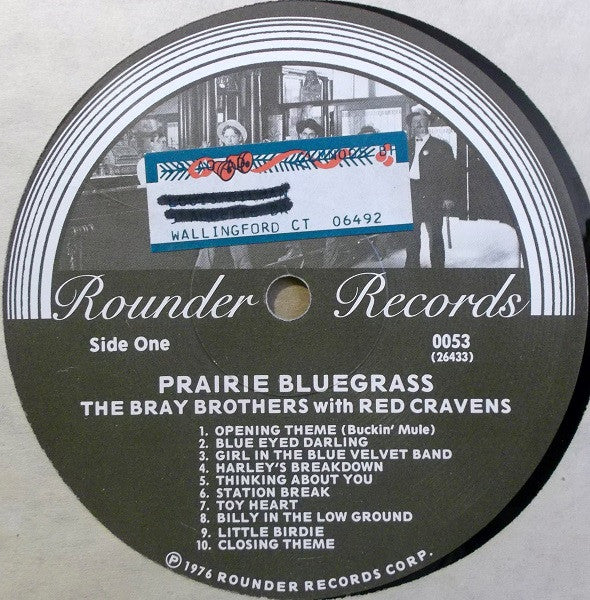 WALLINGFORD CT 06492
Rounder Records
Side One
0053
(26433)
PRAIRIE BLUEGRASS
THE BRAY BROTHERS with RED CRAVENS
1. OPENING THEME (Buckin' Mule)
2. BLUE EYED DARLING
3. GIRL IN THE BLUE VELVET BAND
4. HARLEY'S BREAKDOWN
5. THINKING ABOUT YOU
6. STATION BREAK
7. TOY HEART
8. BILLY IN THE LOW GROUND
9. LITTLE BIRDIE
10. CLOSING THEME
℗ 1976 ROUNDER RECORDS CORP.